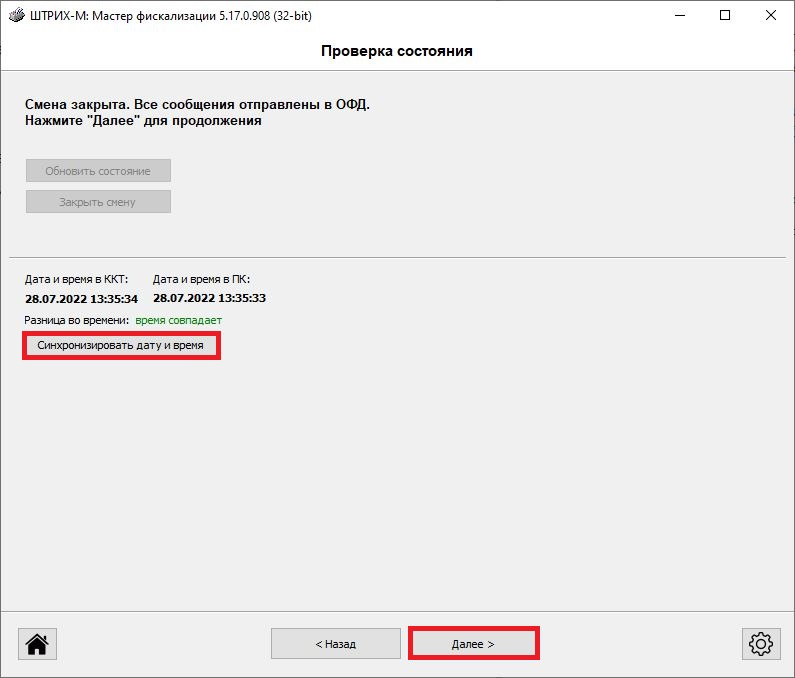 ШТРИХ-М: Мастер фискализации 5.17.0.908 (32-bit)
Проверка состояния
Смена закрыта. Все сообщения отправлены в ОФД.
Нажмите "Далее" для продолжения
Обновить состояние
Закрыть смену
Дата и время в ККТ: Дата и время в ПК:
28.07.2022 13:35:34 28.07.2022 13:35:33
Разница во времени: время совпадает
Синхронизировать дату и время
< Назад Далее >